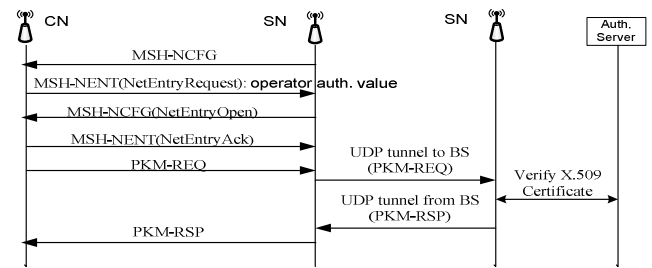 CN
SN
SN
Auth.
Server
MSH-NCFG
MSH-NENT(NetEntryRequest): operator auth. value
MSH-NCFG(NetEntryOpen)
MSH-NENT(NetEntryAck)
PKM-REQ
UDP tunnel to BS
(PKM-REQ)
Verify X.509
Certificate
UDP tunnel from BS
(PKM-RSP)
PKM-RSP